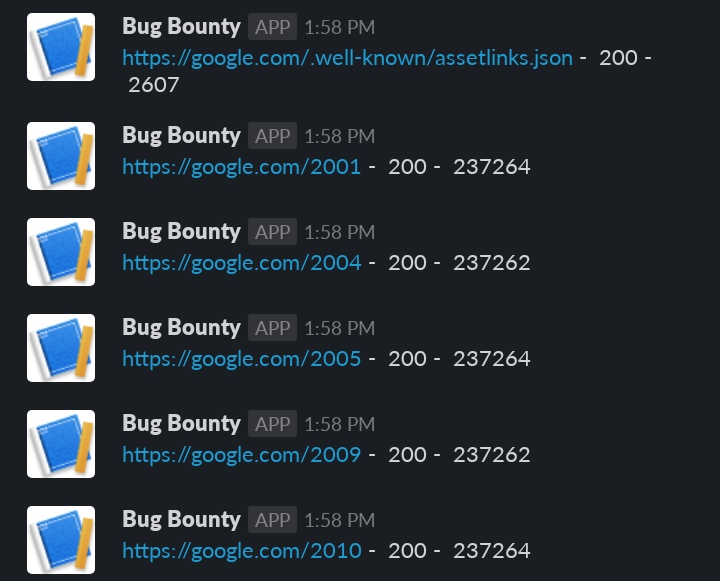 Bug Bounty APP 1:58 PM
https://google.com/.well-known/assetlinks.json - 200 -
2607
Bug Bounty APP 1:58 PM
https://google.com/2001 - 200 - 237264
Bug Bounty APP 1:58 PM
https://google.com/2004 - 200 - 237262
Bug Bounty APP 1:58 PM
https://google.com/2005 - 200 - 237264
Bug Bounty APP 1:58 PM
https://google.com/2009 - 200 - 237262
Bug Bounty APP 1:58 PM
https://google.com/2010 - 200 - 237264